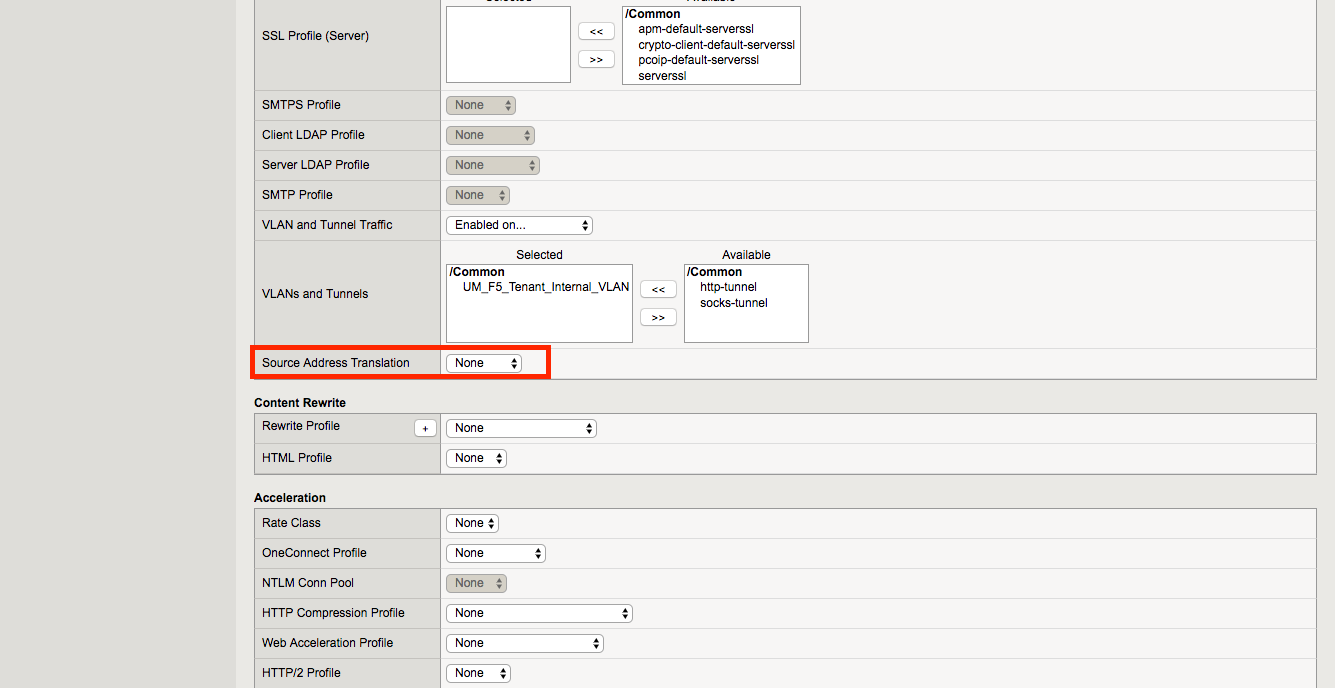 Selected Available
SSL Profile (Server)
<<
>>
/Common
apm-default-serverssl
crypto-client-default-serverssl
pcoip-default-serverssl
serverssl
SMTPS Profile None
Client LDAP Profile None
Server LDAP Profile None
SMTP Profile None
VLAN and Tunnel Traffic Enabled on...
Selected Available
VLANs and Tunnels
/Common
UM_F5_Tenant_Internal_VLAN
<<
>>
/Common
http-tunnel
socks-tunnel
Source Address Translation None
Content Rewrite
Rewrite Profile + None
HTML Profile None
Acceleration
Rate Class None
OneConnect Profile None
NTLM Conn Pool None
HTTP Compression Profile None
Web Acceleration Profile None
HTTP/2 Profile None